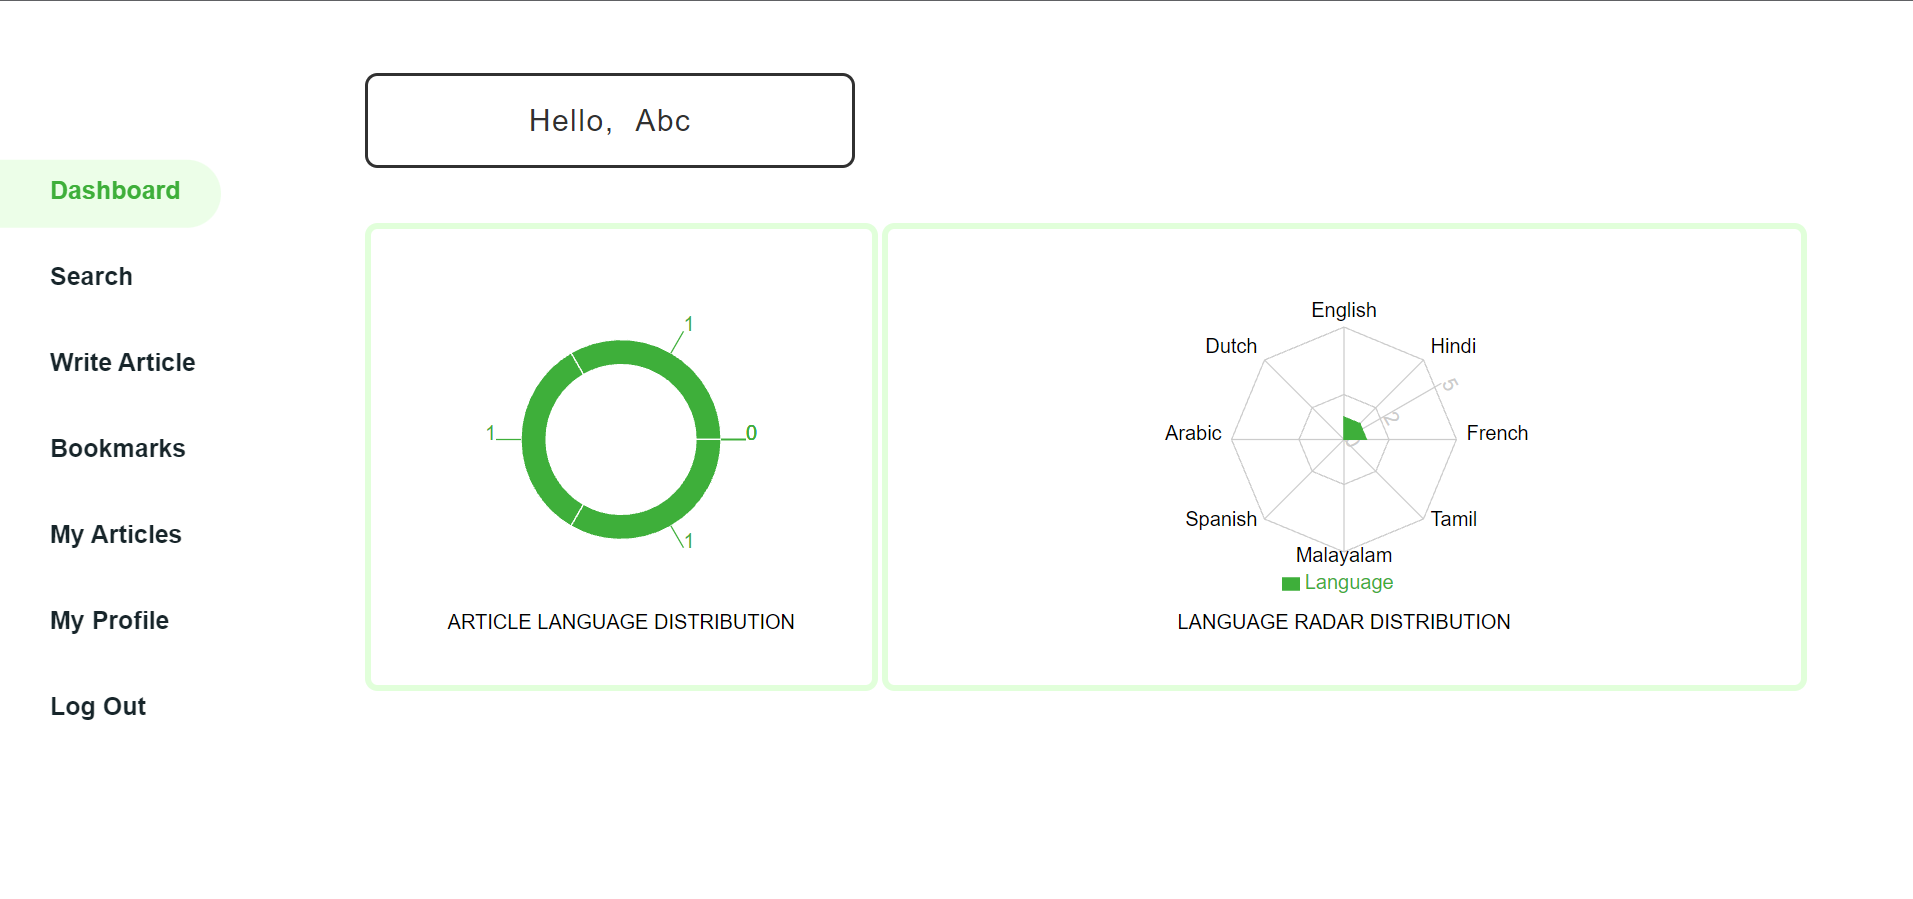 Hello, Abc
Dashboard
Search
Write Article
Bookmarks
My Articles
My Profile
Log Out
1
1
0
1
ARTICLE LANGUAGE DISTRIBUTION
English
Dutch
Hindi
5
2
Arabic
French
Spanish
Tamil
Malayalam
Language
LANGUAGE RADAR DISTRIBUTION